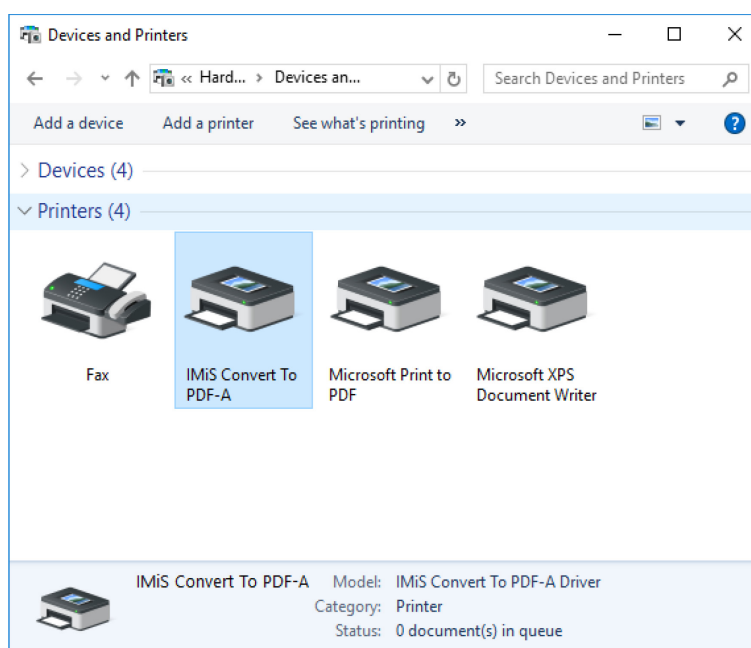 Devices and Printers
« Hard... > Devices an...
Search Devices and Printers
Add a device Add a printer See what's printing »
Devices (4)
Printers (4)
Fax
IMiS Convert To
PDF-A
Microsoft Print to
PDF
Microsoft XPS
Document Writer
IMiS Convert To PDF-A Model: IMiS Convert To PDF-A Driver
Category: Printer
Status: 0 document(s) in queue